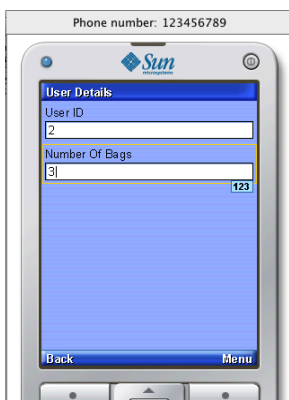 Phone number: 123456789
Sun
microsystems
User Details
User ID
2
Number Of Bags
3
123
Back Menu